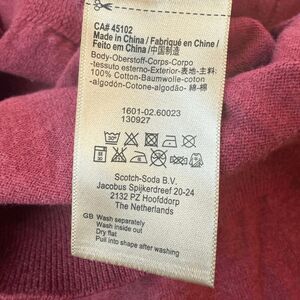 CA# 45102
Made in China / Fabriqué en Chine /
Feito em China /中国制造
Body-Oberstoff-Corps-Corpo
-tessuto esterno-Exterior-表地-主料:
100% Cotton-Baumwolle-coton
-algodón-Cotone-algodão- 綿-棉
1601-02.60023
130927
Scotch-Soda B.V.
Jacobus Spijkerdreef 20-24
2132 PZ Hoofddorp
The Netherlands
GB Wash separately
Wash inside out
Dry flat
Pull into shape after washing